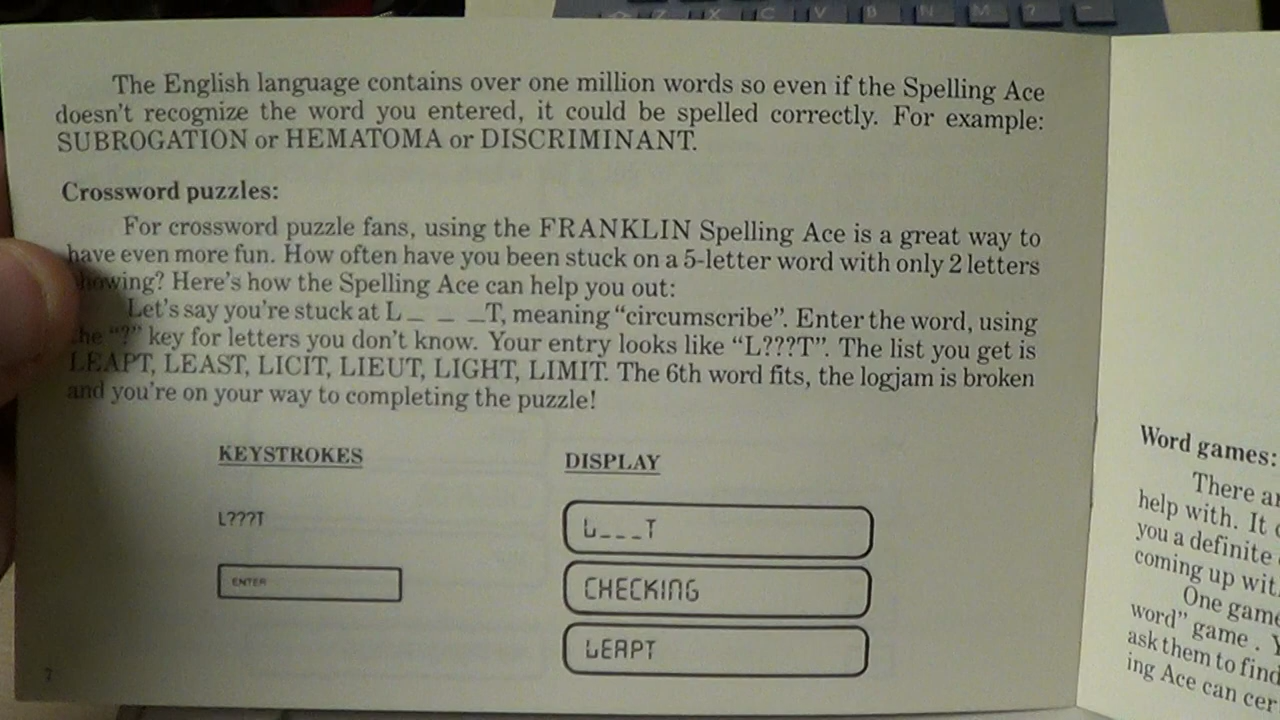 Z X C V B N M ? -
The English language contains over one million words so even if the Spelling Ace
doesn't recognize the word you entered, it could be spelled correctly. For example:
SUBROGATION or HEMATOMA or DISCRIMINANT.
Crossword puzzles:
For crossword puzzle fans, using the FRANKLIN Spelling Ace is a great way to
have even more fun. How often have you been stuck on a 5-letter word with only 2 letters
showing? Here's how the Spelling Ace can help you out:
Let's say you're stuck at L _ _ _T, meaning "circumscribe". Enter the word, using
the "?" key for letters you don't know. Your entry looks like "L???T". The list you get is
LEAPT, LEAST, LICIT, LIEUT, LIGHT, LIMIT. The 6th word fits, the logjam is broken
and you're on your way to completing the puzzle!
KEYSTROKES
DISPLAY
L???T
L___T
ENTER
CHECKING
LEAPT
7
Word games:
There
help with. It
you a definite
coming up
One game
word" game.
ask them to find
ing Ace can